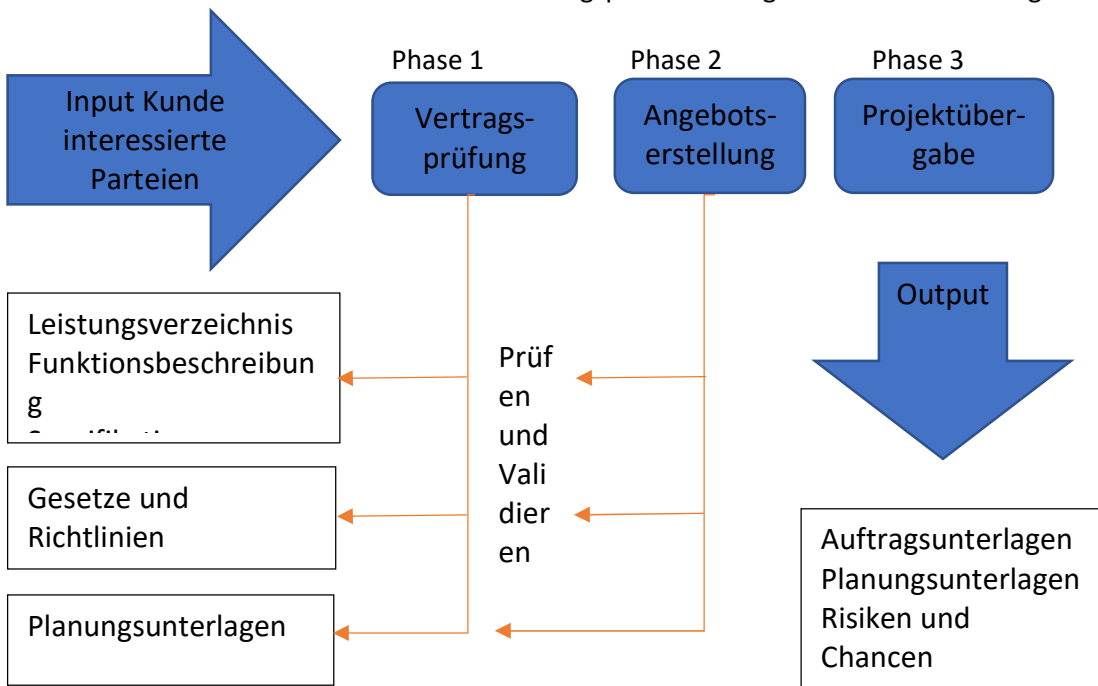 Phase 1
Phase 2
Phase 3
Input Kunde
interessierte
Parteien
Vertrags-
prüfung
Angebots-
erstellung
Projektüber-
gabe
Output
Leistungsverzeichnis
Funktionsbeschreibun
g
Prüf
en
und
Vali
dier
en
Gesetze und
Richtlinien
Planungsunterlagen
Auftragsunterlagen
Planungsunterlagen
Risiken und
Chancen